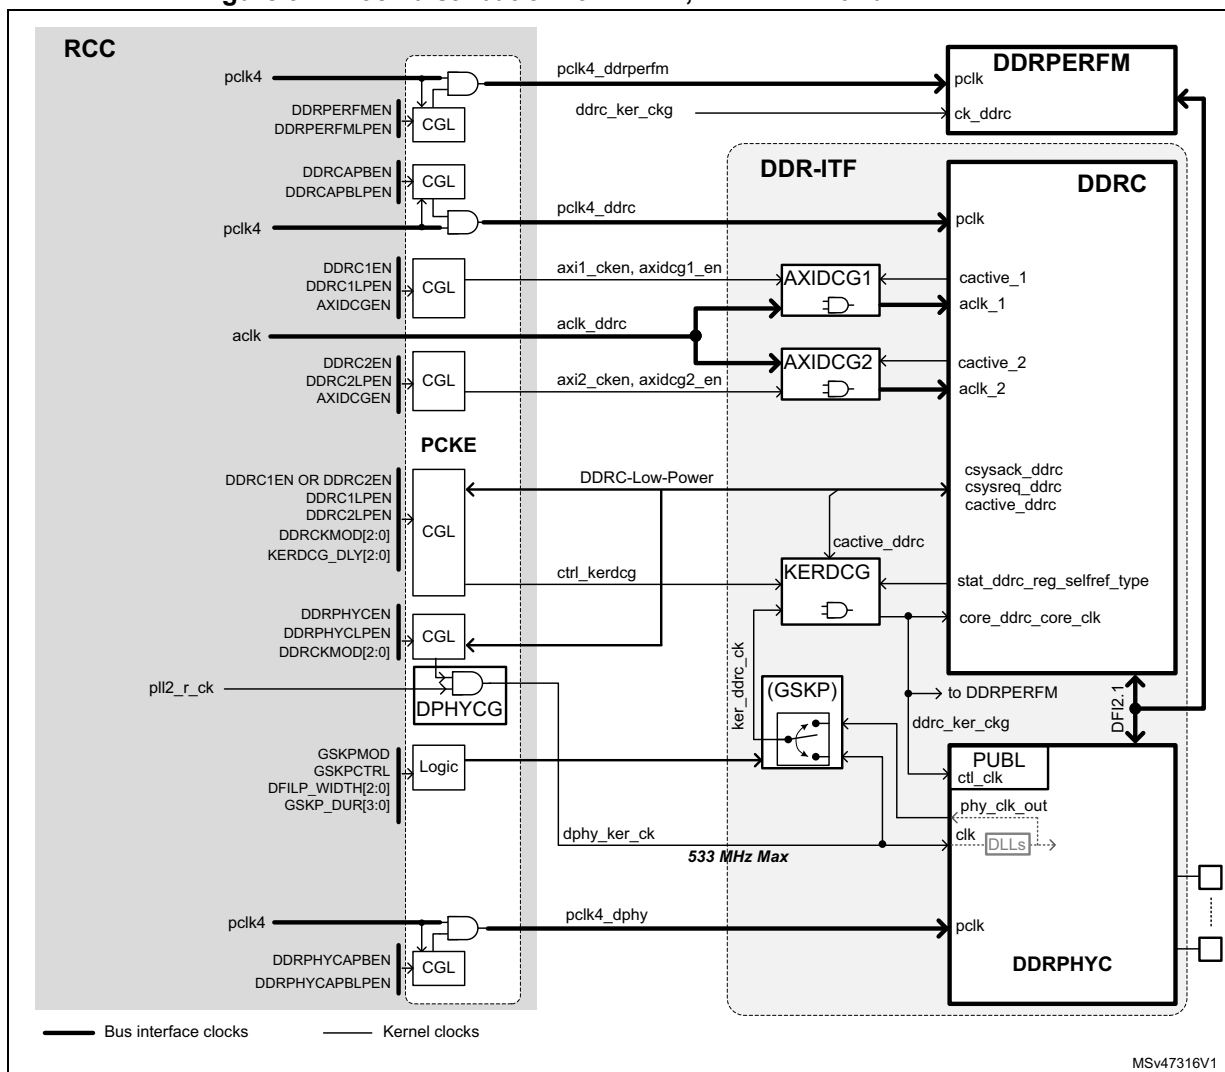 RCC
pclk4
pclk4_ddrperfm
DDRPERFM
pclk
DDRPERFMEN
DDRPERFMLPEN
CGL
ddrc_ker_ckg
ck_ddrc
DDRCAPBEN
DDRCAPBLPEN
CGL
DDR-ITF
DDRC
pclk4
pclk4_ddrc
pclk
DDRC1EN
DDRC1LPEN
AXIDCGEN
CGL
axi1_cken, axidcg1_en
AXIDCG1
cactive_1
aclk_1
aclk
aclk_ddrc
DDRC2EN
DDRC2LPEN
AXIDCGEN
CGL
axi2_cken, axidcg2_en
AXIDCG2
cactive_2
aclk_2
PCKE
DDRC1EN OR DDRC2EN
DDRC1LPEN
DDRC2LPEN
DDRCKMOD[2:0]
KERDCG_DLY[2:0]
CGL
DDRC-Low-Power
csysack_ddrc
csysreq_ddrc
cactive_ddrc
cactive_ddrc
ctrl_kerdcg
KERDCG
stat_ddrc_reg_selfref_type
core_ddrc_core_clk
DDRPHYCEN
DDRPHYCLPEN
DDRCKMOD[2:0]
CGL
pll2_r_ck
DPHYCG
ker_ddrc_ck
(GSKP)
to DDRPERFM
ddrc_ker_ckg
DFI2.1
GSKPMOD
GSKPCTRL
DFILP_WIDTH[2:0]
GSKP_DUR[3:0]
Logic
PUBL
ctl_clk
phy_clk_out
clk
DLLs
dphy_ker_ck
533 MHz Max
pclk4
pclk4_dphy
pclk
DDRPHYCAPBEN
DDRPHYCAPBLPEN
CGL
DDRPHYC
Bus interface clocks
Kernel clocks
MSv47316V1